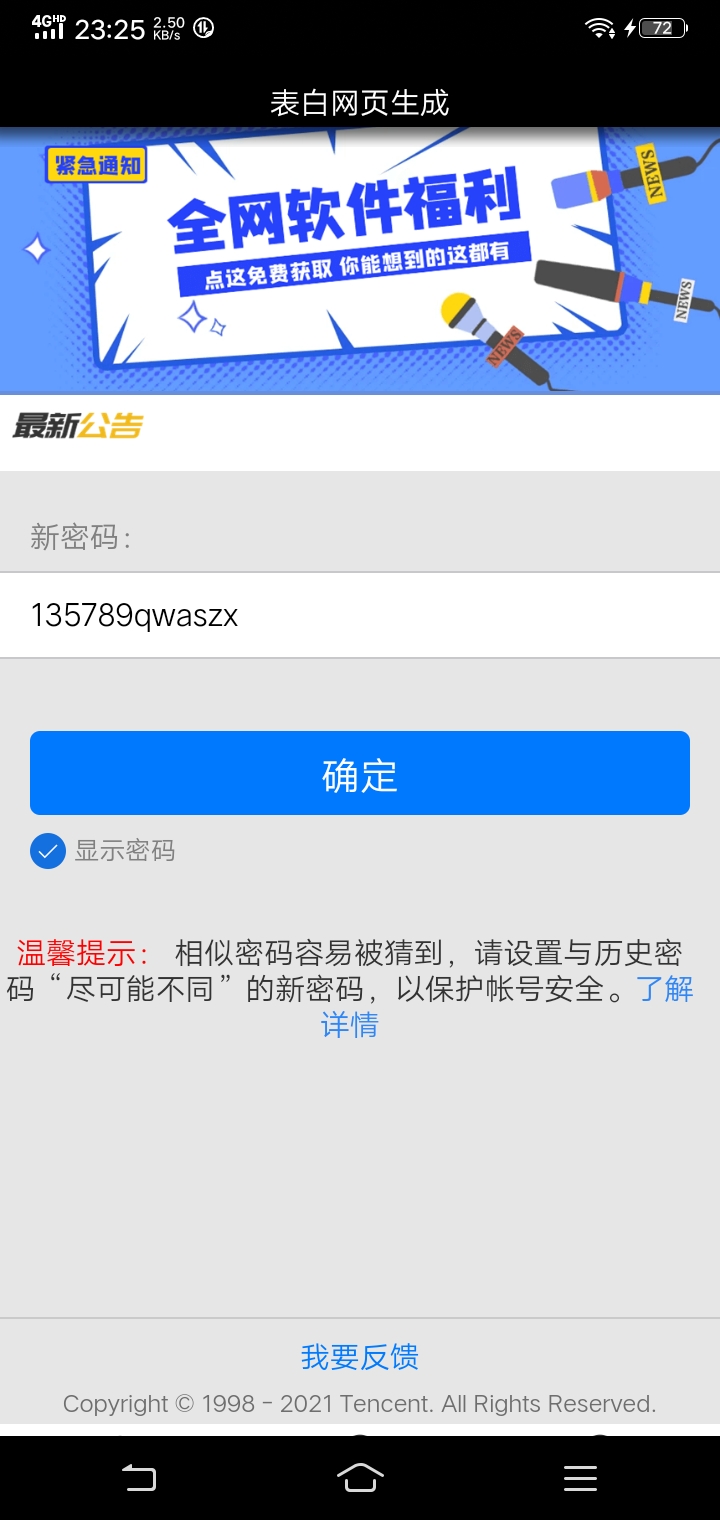 4GHD 23:25 2.50 KB/s 72
表白网页生成
紧急通知
全网软件福利
点这免费获取 你能想到的这都有
NEWS
NEWS
NEWS
最新公告
新密码：
135789qwaszx
确定
显示密码
温馨提示： 相似密码容易被猜到，请设置与历史密
码“尽可能不同”的新密码，以保护帐号安全。了解
详情
我要反馈
Copyright © 1998 - 2021 Tencent. All Rights Reserved.